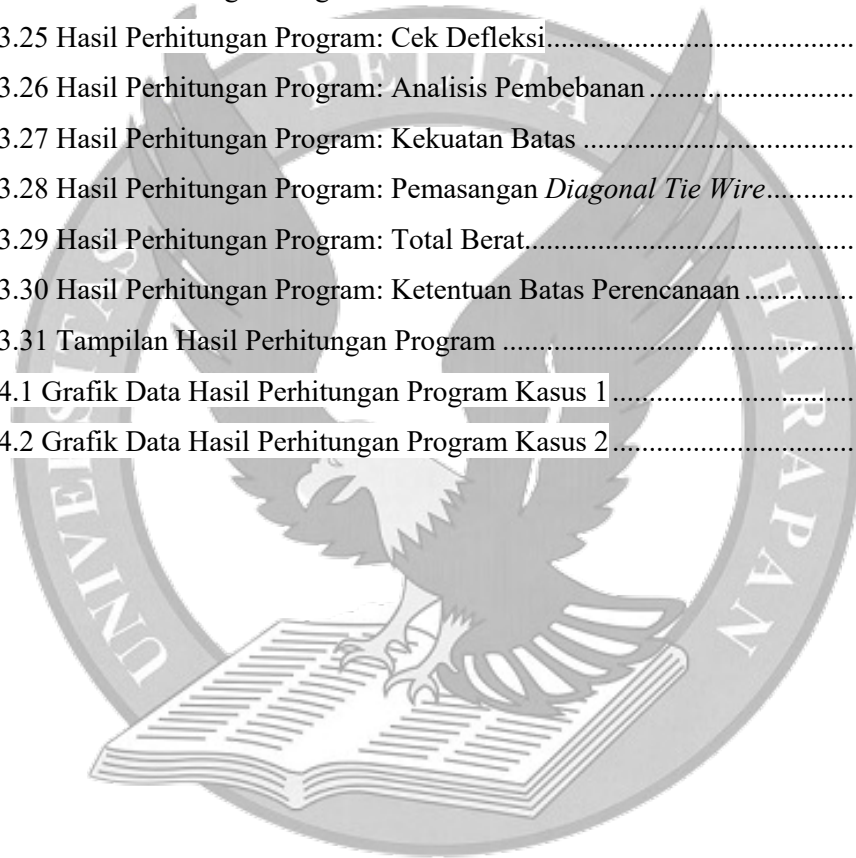 3.25 Hasil Perhitungan Program: Cek Defleksi
3.26 Hasil Perhitungan Program: Analisis Pembebanan
3.27 Hasil Perhitungan Program: Kekuatan Batas
3.28 Hasil Perhitungan Program: Pemasangan Diagonal Tie Wire
3.29 Hasil Perhitungan Program: Total Berat
3.30 Hasil Perhitungan Program: Ketentuan Batas Perencanaan
3.31 Tampilan Hasil Perhitungan Program
4.1 Grafik Data Hasil Perhitungan Program Kasus 1
4.2 Grafik Data Hasil Perhitungan Program Kasus 2
UNIVERSITAS PELITA HARAPAN